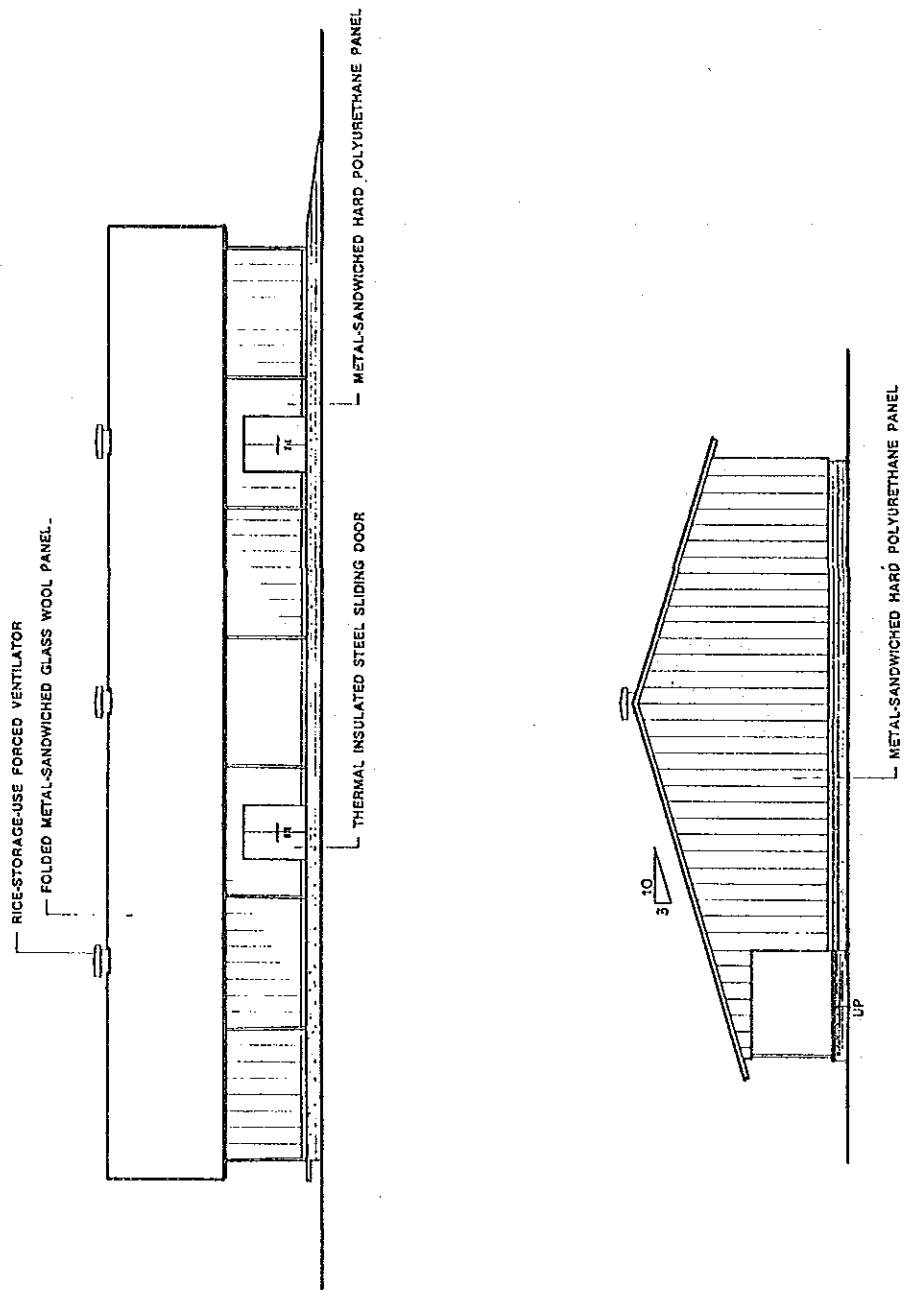 RICE-STORAGE-USE FORCED VENTILATOR
FOLDED METAL-SANDWICHED GLASS WOOL PANEL
THERMAL INSULATED STEEL SLIDING DOOR
METAL-SANDWICHED HARD POLYURETHANE PANEL
10
3
UP
METAL-SANDWICHED HARD POLYURETHANE PANEL